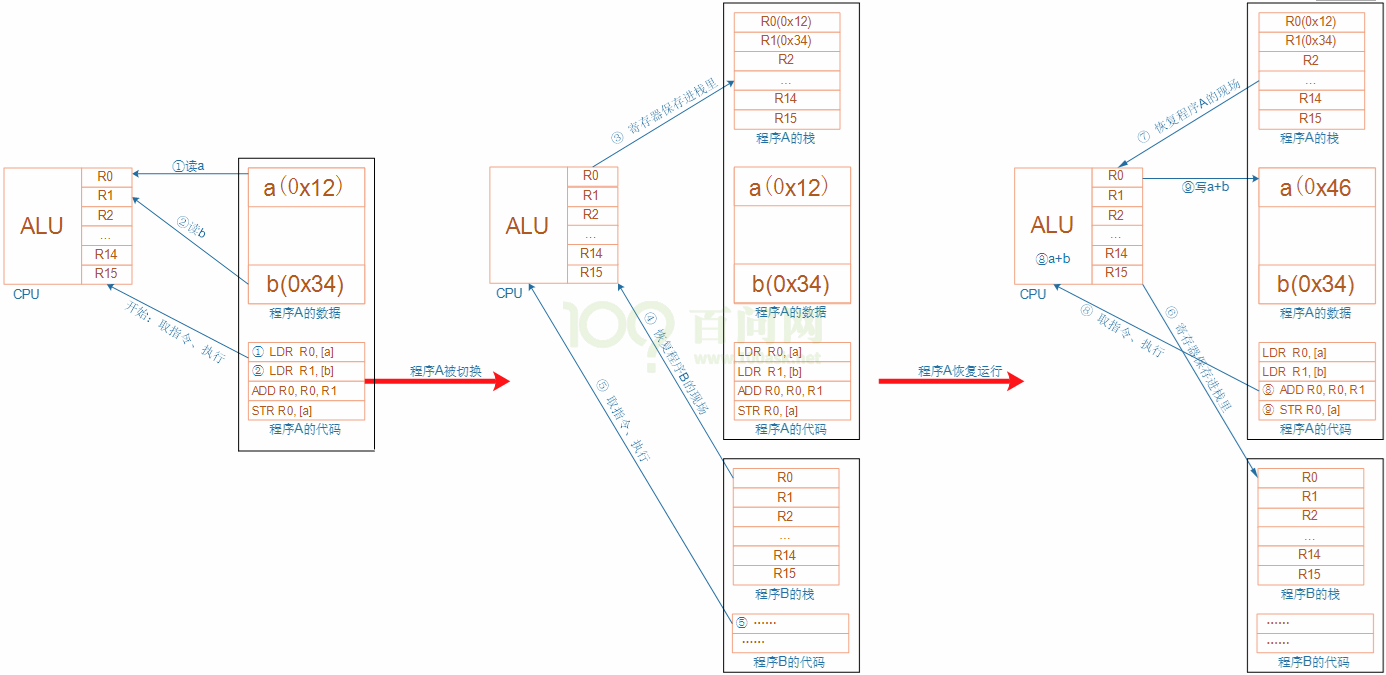 R0
R1
R2
...
R14
R15
ALU
CPU
①读a
②读b
开始：取指令、执行
a(0x12)
b(0x34)
程序A的数据
① LDR R0, [a]
② LDR R1, [b]
ADD R0, R0, R1
STR R0, [a]
程序A的代码
程序A被切换
R0
R1
R2
...
R14
R15
ALU
CPU
③ 寄存器保存进栈里
④ 恢复程序B的现场
⑤ 取指令、执行
R0(0x12)
R1(0x34)
R2
...
R14
R15
程序A的栈
a(0x12)
b(0x34)
程序A的数据
LDR R0, [a]
LDR R1, [b]
ADD R0, R0, R1
STR R0, [a]
程序A的代码
R0
R1
R2
...
R14
R15
程序B的栈
⑤ ······
······
程序B的代码
100?
百问网
www.100ask.net
程序A恢复运行
R0
R1
R2
...
R14
R15
ALU
⑧a+b
CPU
⑦ 恢复程序A的现场
⑨写a+b
⑧ 取指令、执行
⑥ 寄存器保存进栈里
R0(0x12)
R1(0x34)
R2
...
R14
R15
程序A的栈
a(0x46
b(0x34)
程序A的数据
LDR R0, [a]
LDR R1, [b]
⑧ ADD R0, R0, R1
⑨ STR R0, [a]
程序A的代码
R0
R1
R2
...
R14
R15
程序B的栈
······
······
程序B的代码